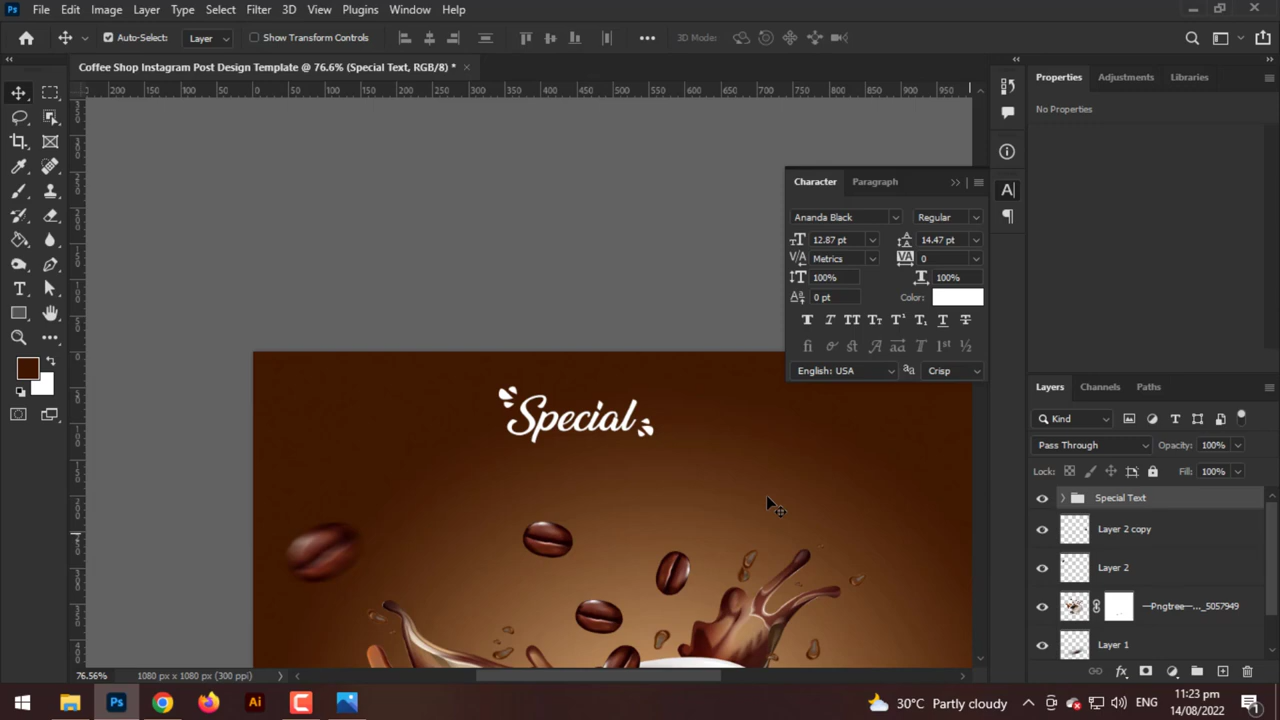 Ps File Edit Image Layer Type Select Filter 3D View Plugins Window Help
Auto-Select: Layer Show Transform Controls 3D Mode:
Coffee Shop Instagram Post Design Template @ 76.6% (Special Text, RGB/8) *
200 150 100 50 0 50 100 150 200 250 300 350 400 450 500 550 600 650 700 750 800 850 900 950
Properties Adjustments Libraries
No Properties
Character Paragraph
Ananda Black Regular
12.87 pt 14.47 pt
Metrics 0
100% 100%
0 pt Color:
English: USA Crisp
Special
Layers Channels Paths
Kind
Pass Through Opacity: 100%
Lock: Fill: 100%
Special Text
Layer 2 copy
Layer 2
—Pngtree—..._5057949
Layer 1
76.56% 1080 px x 1080 px (300 ppi)
Ps Ai
30°C Partly cloudy ENG 11:23 pm
14/08/2022 1